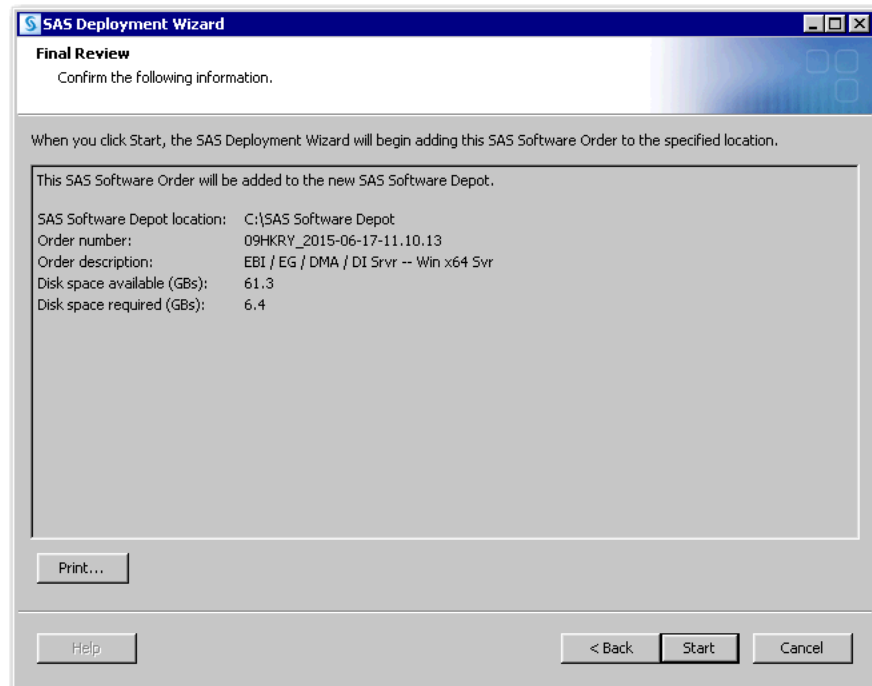 SAS Deployment Wizard
Final Review
Confirm the following information.
When you click Start, the SAS Deployment Wizard will begin adding this SAS Software Order to the specified location.
This SAS Software Order will be added to the new SAS Software Depot.
SAS Software Depot location: C:\SAS Software Depot
Order number: 09HKRY_2015-06-17-11.10.13
Order description: EBI / EG / DMA / DI Srvr -- Win x64 Svr
Disk space available (GBs): 61.3
Disk space required (GBs): 6.4
Print...
Help < Back Start Cancel